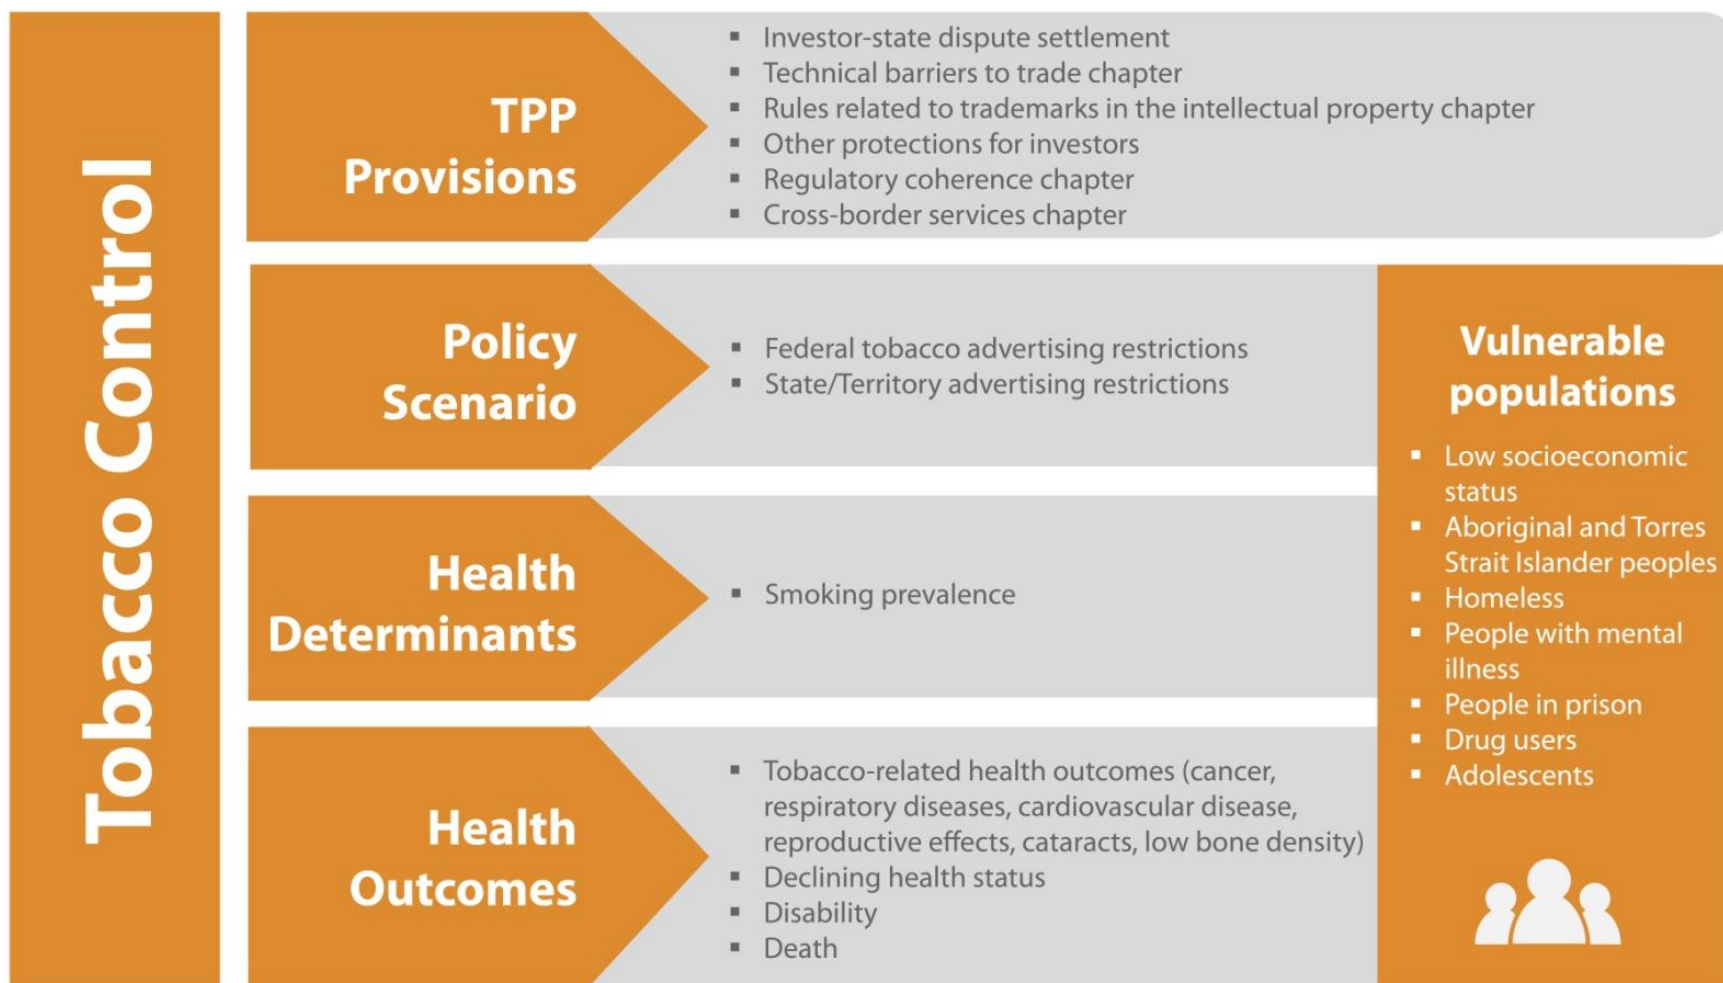 Tobacco Control
TPP
Provisions
▪ Investor-state dispute settlement
▪ Technical barriers to trade chapter
▪ Rules related to trademarks in the intellectual property chapter
▪ Other protections for investors
▪ Regulatory coherence chapter
▪ Cross-border services chapter
Policy
Scenario
▪ Federal tobacco advertising restrictions
▪ State/Territory advertising restrictions
Health
Determinants
▪ Smoking prevalence
Health
Outcomes
▪ Tobacco-related health outcomes (cancer,
respiratory diseases, cardiovascular disease,
reproductive effects, cataracts, low bone density)
▪ Declining health status
▪ Disability
▪ Death
Vulnerable
populations
▪ Low socioeconomic
status
▪ Aboriginal and Torres
Strait Islander peoples
▪ Homeless
▪ People with mental
illness
▪ People in prison
▪ Drug users
▪ Adolescents